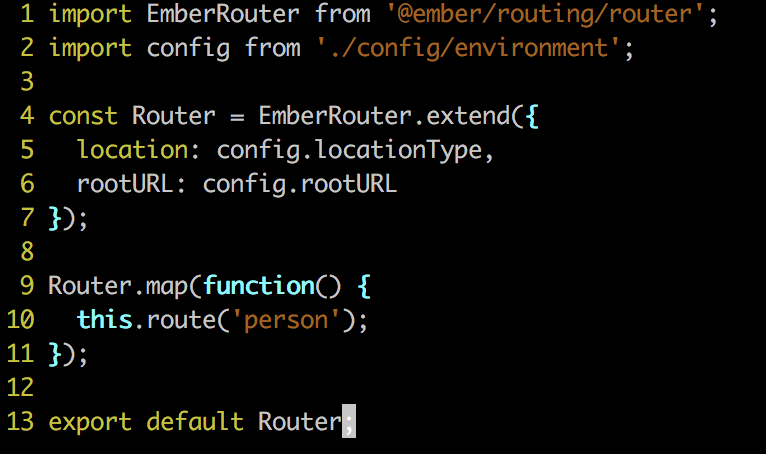 1 import EmberRouter from '@ember/routing/router';
2 import config from './config/environment';
3
4 const Router = EmberRouter.extend({
5   location: config.locationType,
6   rootURL: config.rootURL
7 });
8
9 Router.map(function() {
10   this.route('person');
11 });
12
13 export default Router;